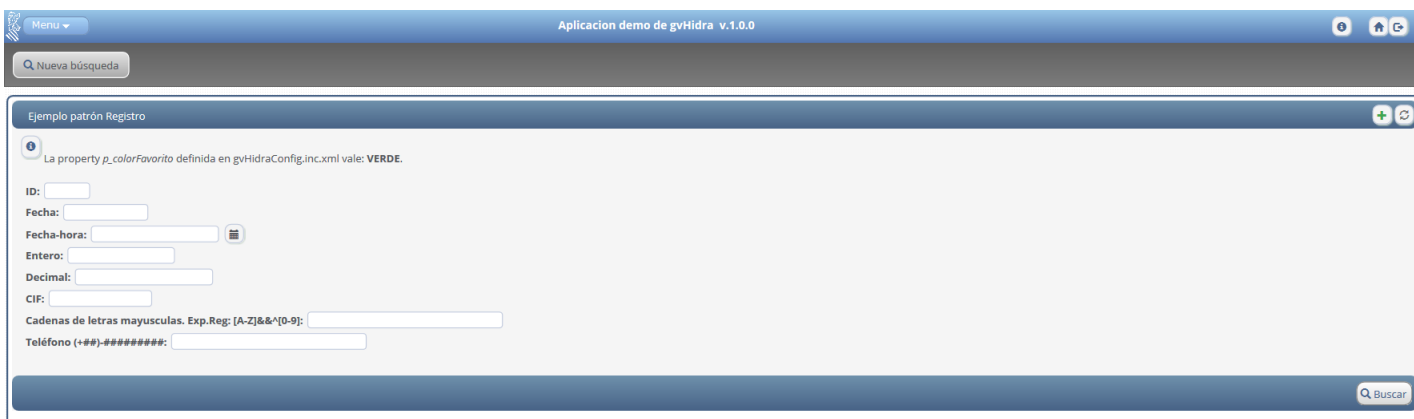 Menu
Aplicacion demo de gvHidra v.1.0.0
Nueva búsqueda
Ejemplo patrón Registro
La property p_colorFavorito definida en gvHidraConfig.inc.xml vale: VERDE.
ID:
Fecha:
Fecha-hora:
Entero:
Decimal:
CIF:
Cadenas de letras mayusculas. Exp.Reg: [A-Z]&&^[0-9]:
Teléfono (+##)-#########:
Buscar